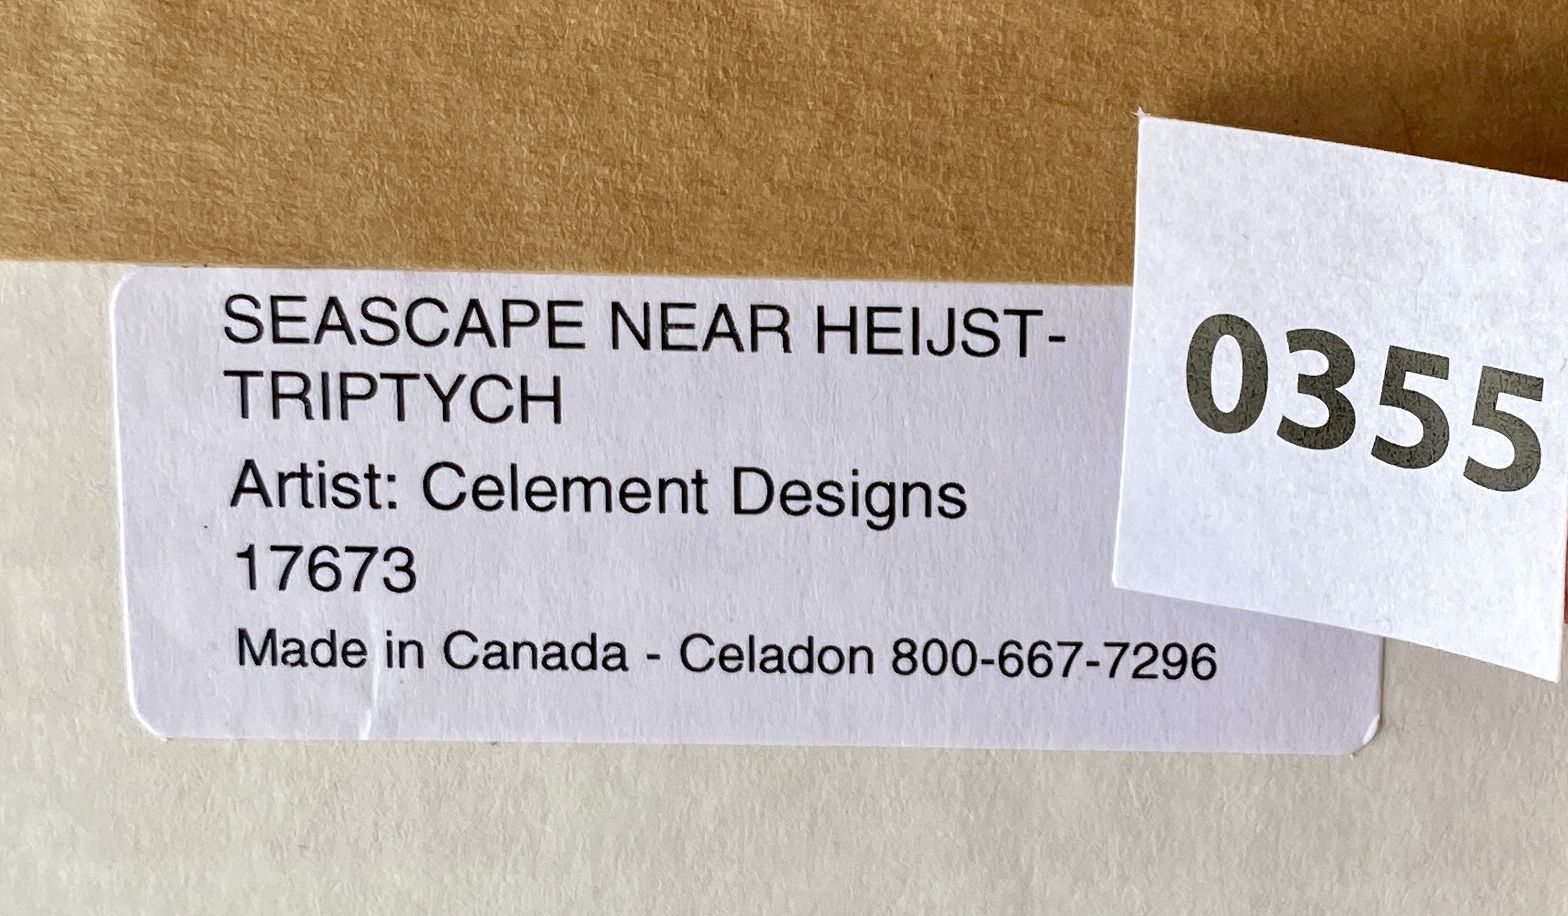 SEASCAPE NEAR HEIJST-
TRIPTYCH
Artist: Celement Designs
17673
Made in Canada - Celadon 800-667-7296
0355